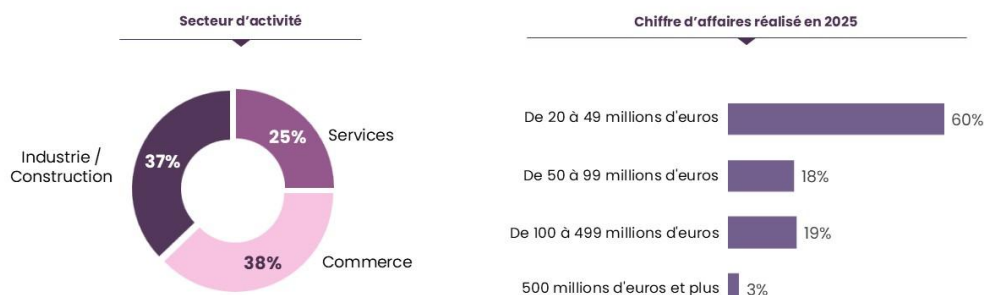 Secteur d’activité
25%
Services
37%
Industrie /
Construction
38%
Commerce
Chiffre d’affaires réalisé en 2025
De 20 à 49 millions d'euros
60%
De 50 à 99 millions d'euros
18%
De 100 à 499 millions d'euros
19%
500 millions d'euros et plus
3%